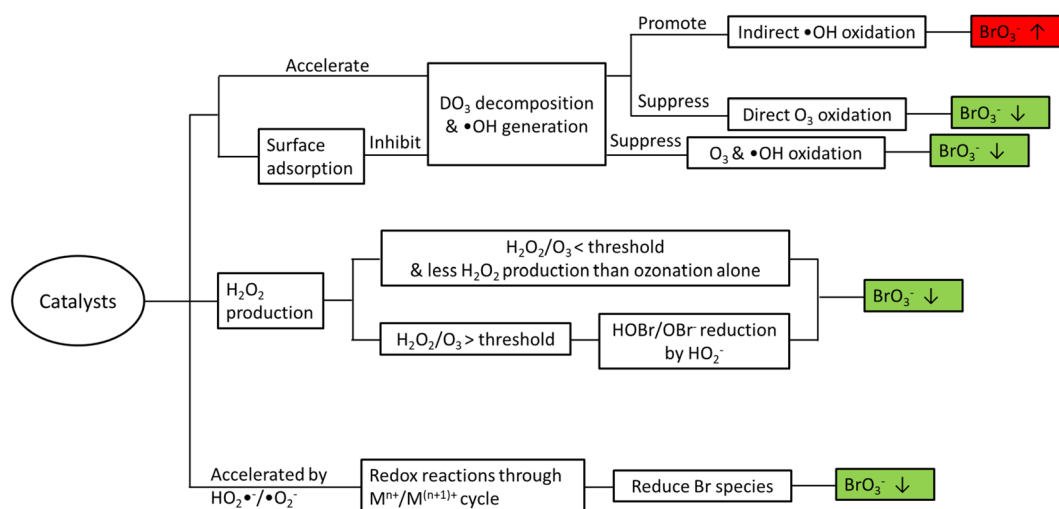 Promote
Indirect •OH oxidation
BrO₃⁻ ↑
Accelerate
DO₃ decomposition
& •OH generation
Suppress
Direct O₃ oxidation
BrO₃⁻ ↓
Surface
adsorption
Inhibit
Suppress
O₃ & •OH oxidation
BrO₃⁻ ↓
Catalysts
H₂O₂
production
H₂O₂/O₃ < threshold
& less H₂O₂ production than ozonation alone
H₂O₂/O₃ > threshold
HOBr/OBr⁻ reduction
by HO₂⁻
BrO₃⁻ ↓
Accelerated by
HO₂•⁻/•O₂⁻
Redox reactions through
Mⁿ⁺/M⁽ⁿ⁺¹⁾⁺ cycle
Reduce Br species
BrO₃⁻ ↓